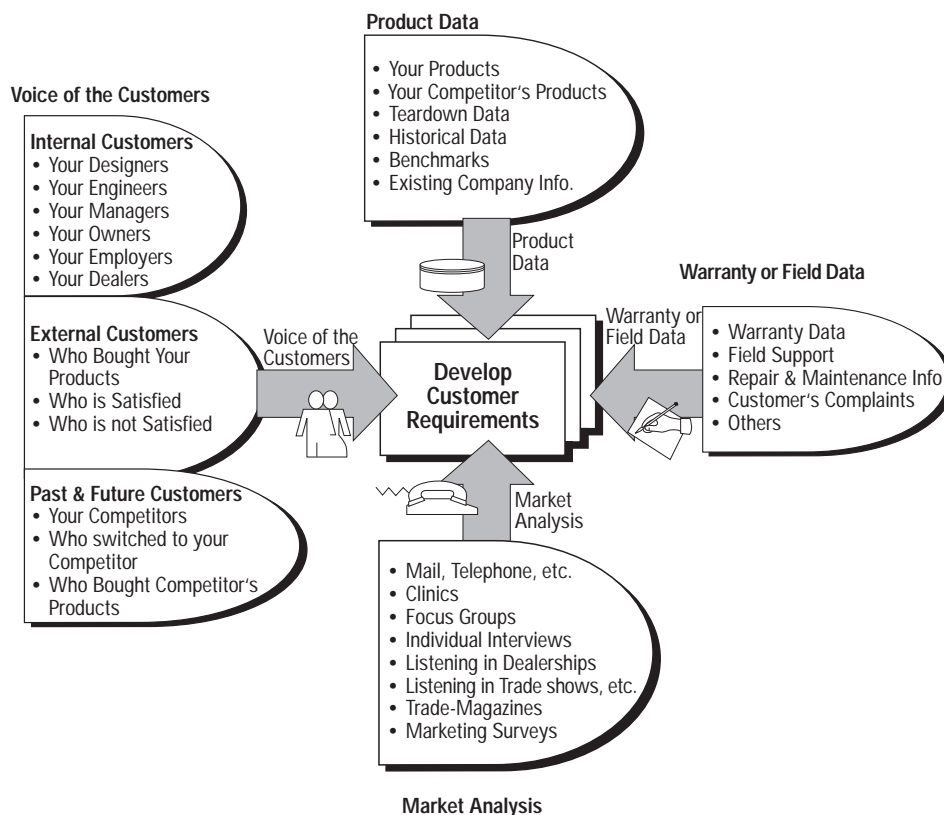 Product Data
• Your Products
• Your Competitor‘s Products
• Teardown Data
• Historical Data
• Benchmarks
• Existing Company Info.
Product
Data
Voice of the Customers
Internal Customers
• Your Designers
• Your Engineers
• Your Managers
• Your Owners
• Your Employers
• Your Dealers
External Customers
• Who Bought Your
Products
• Who is Satisfied
• Who is not Satisfied
Past & Future Customers
• Your Competitors
• Who switched to your
Competitor
• Who Bought Competitor‘s
Products
Voice of the
Customers
Develop
Customer
Requirements
Warranty or Field Data
Warranty or
Field Data
• Warranty Data
• Field Support
• Repair & Maintenance Info
• Customer‘s Complaints
• Others
Market
Analysis
• Mail, Telephone, etc.
• Clinics
• Focus Groups
• Individual Interviews
• Listening in Dealerships
• Listening in Trade shows, etc.
• Trade-Magazines
• Marketing Surveys
Market Analysis